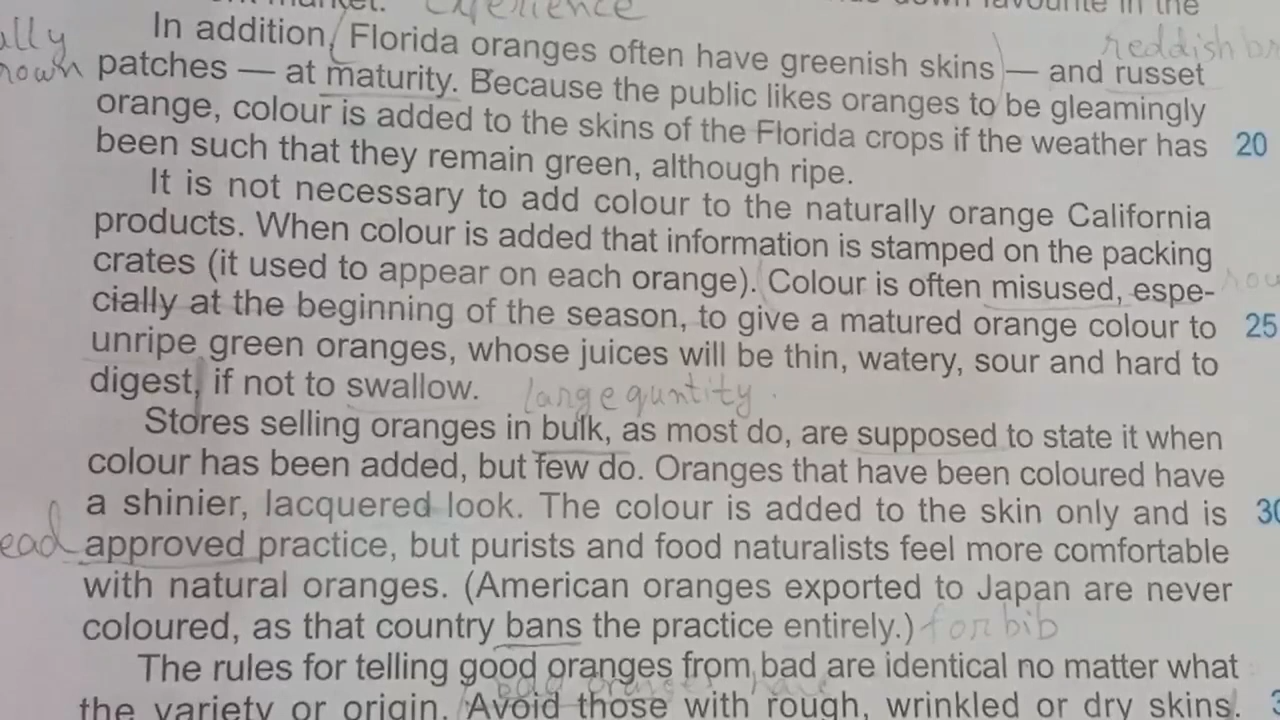 experience favourite in the
In addition, Florida oranges often have greenish skins — and russet
reddish
patches — at maturity. Because the public likes oranges to be gleamingly
orange, colour is added to the skins of the Florida crops if the weather has 20
been such that they remain green, although ripe.
It is not necessary to add colour to the naturally orange California
products. When colour is added that information is stamped on the packing
crates (it used to appear on each orange). Colour is often misused, espe-
cially at the beginning of the season, to give a matured orange colour to 25
unripe green oranges, whose juices will be thin, watery, sour and hard to
digest, if not to swallow. large quntity.
Stores selling oranges in bulk, as most do, are supposed to state it when
colour has been added, but few do. Oranges that have been coloured have
a shinier, lacquered look. The colour is added to the skin only and is 30
approved practice, but purists and food naturalists feel more comfortable
with natural oranges. (American oranges exported to Japan are never
coloured, as that country bans the practice entirely.) forbib
The rules for telling good oranges from bad are identical no matter what
the variety or origin. Avoid those with rough, wrinkled or dry skins.